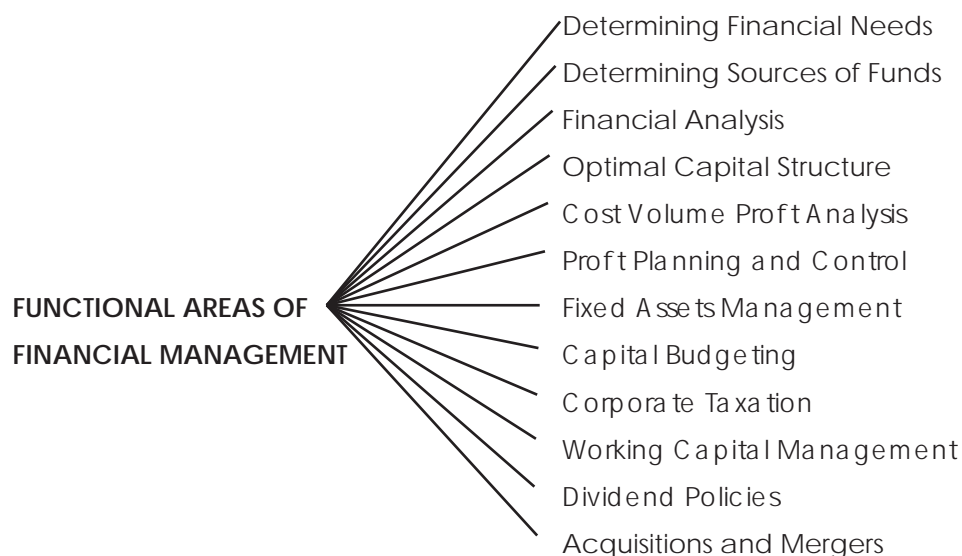 Determining Financial Needs
Determining Sources of Funds
Financial Analysis
Optimal Capital Structure
Cost Volume Proft Analysis
Proft Planning and Control
FUNCTIONAL AREAS OF
FINANCIAL MANAGEMENT
Fixed Assets Management
Capital Budgeting
Corporate Taxation
Working Capital Management
Dividend Policies
Acquisitions and Mergers